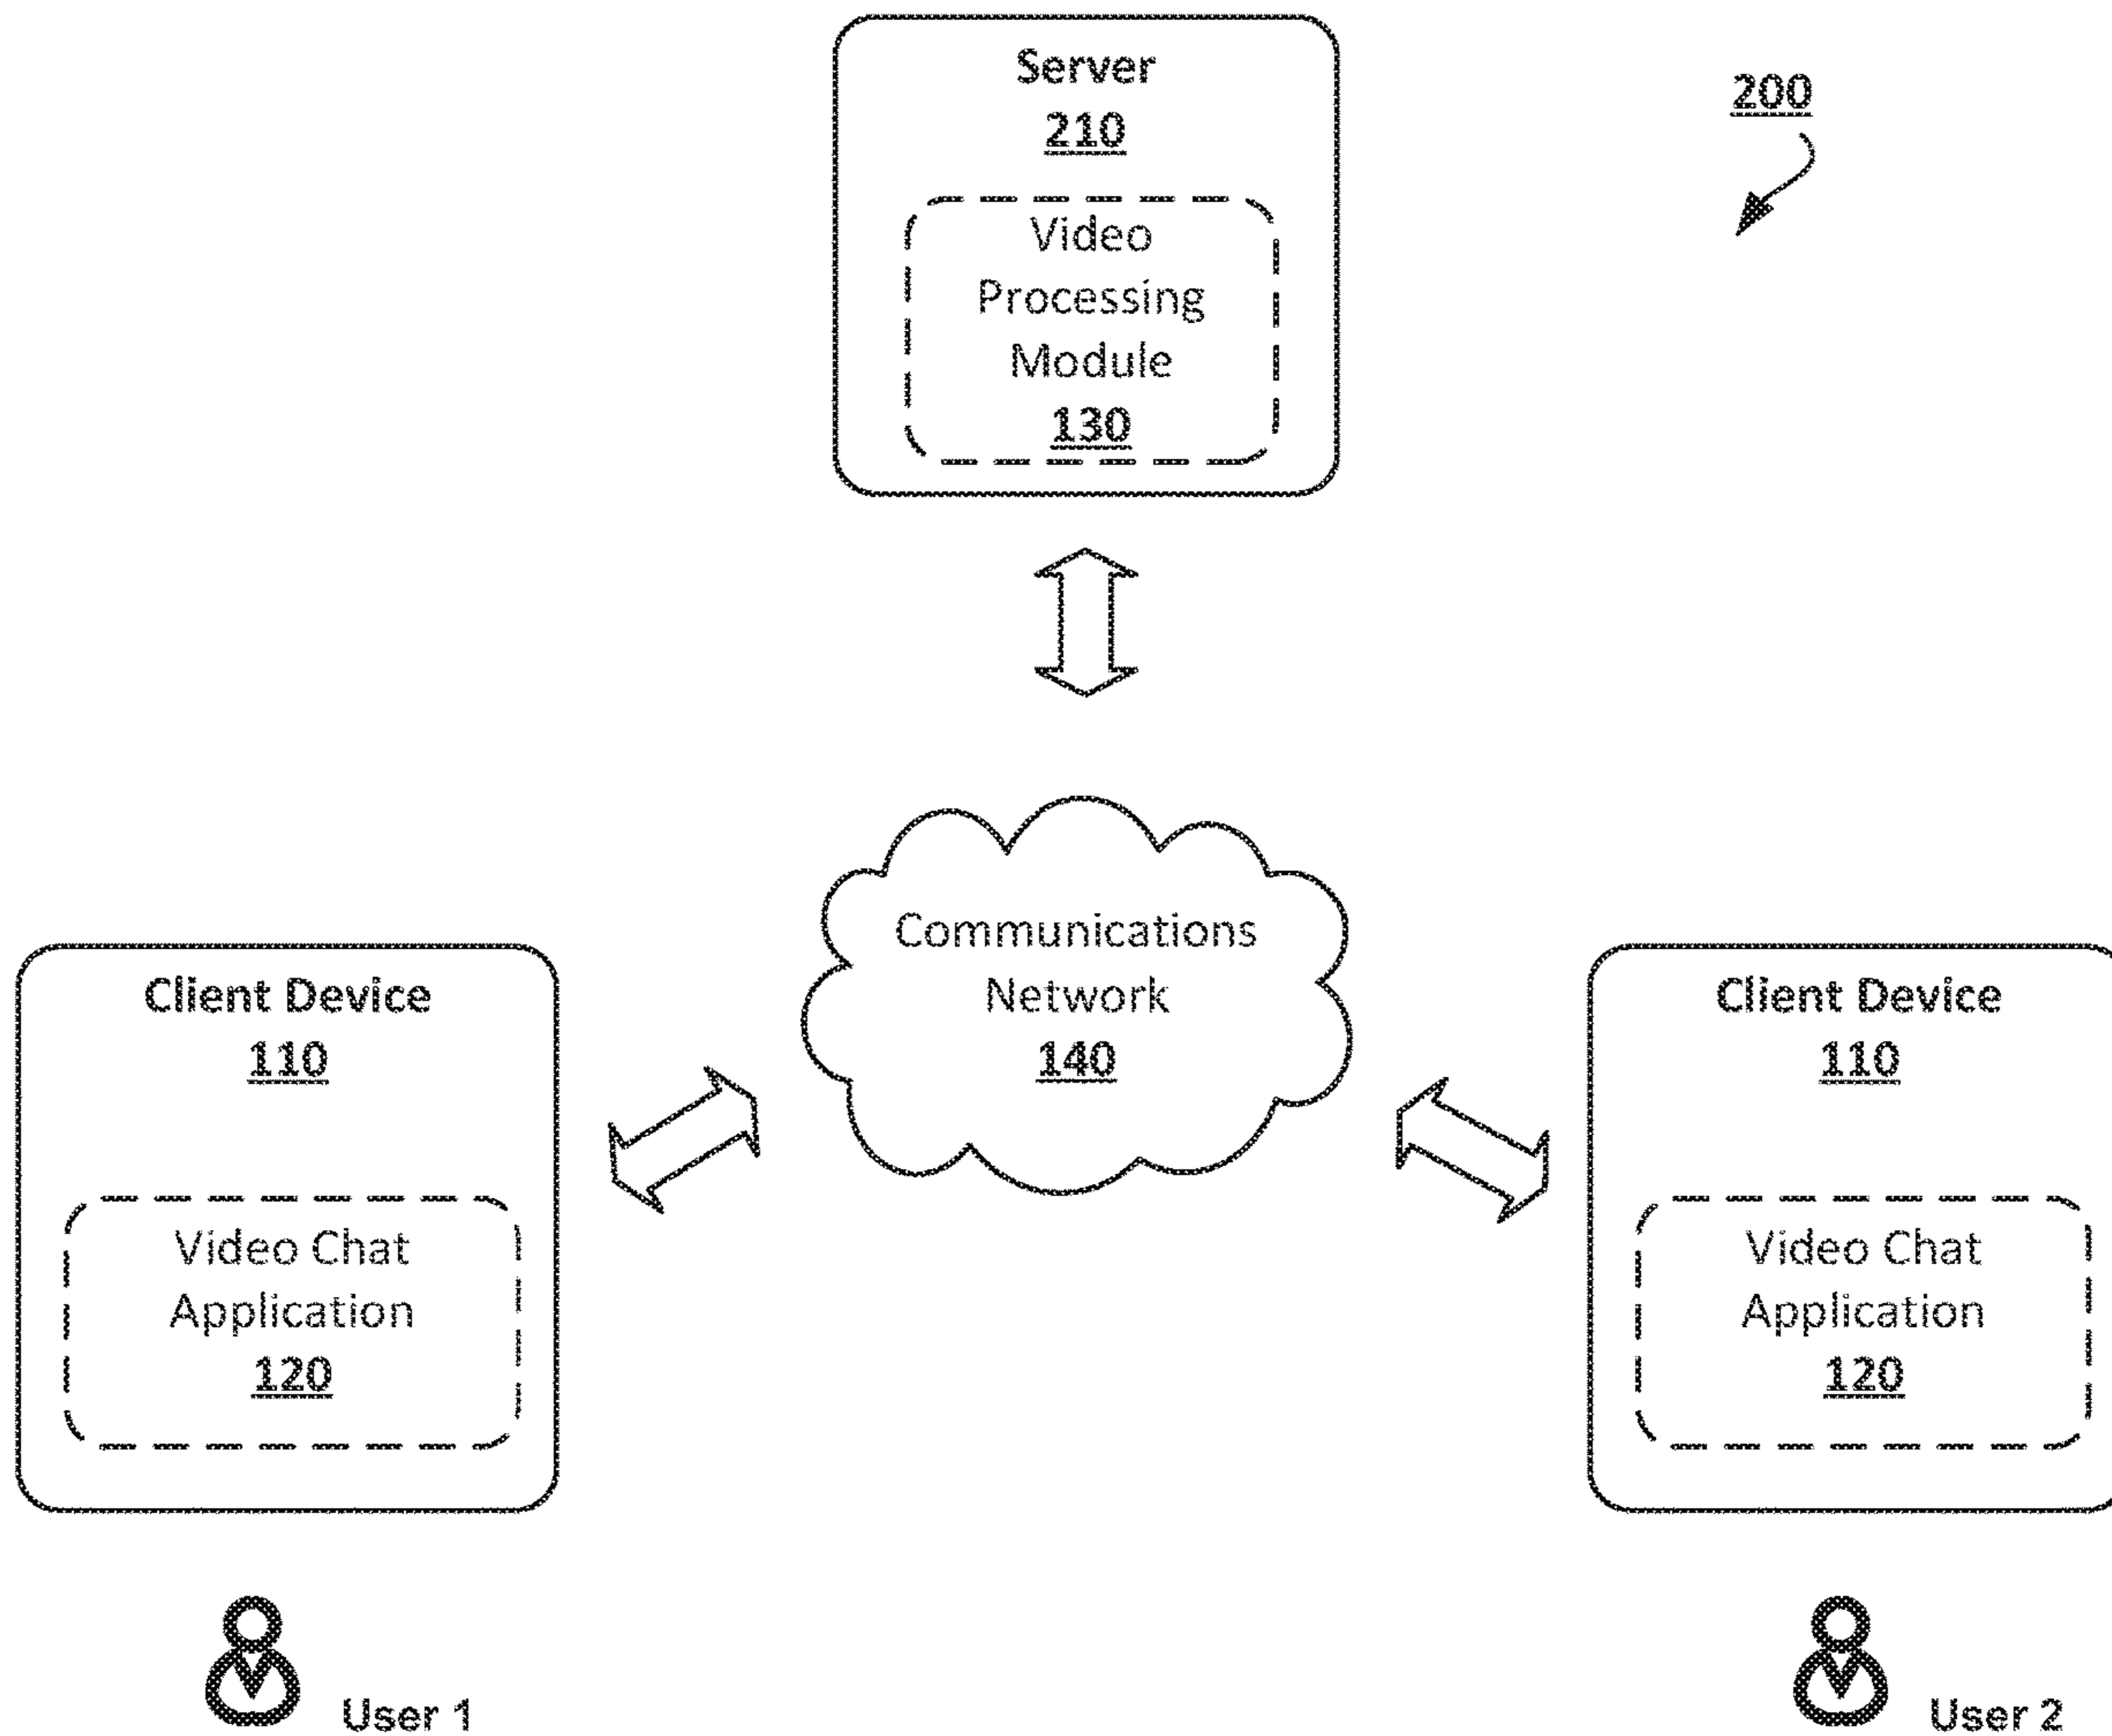 Server
210
200
Video
Processing
Module
130
Communications
Network
140
Client Device
110
Video Chat
Application
120
Client Device
110
Video Chat
Application
120
User 1
User 2